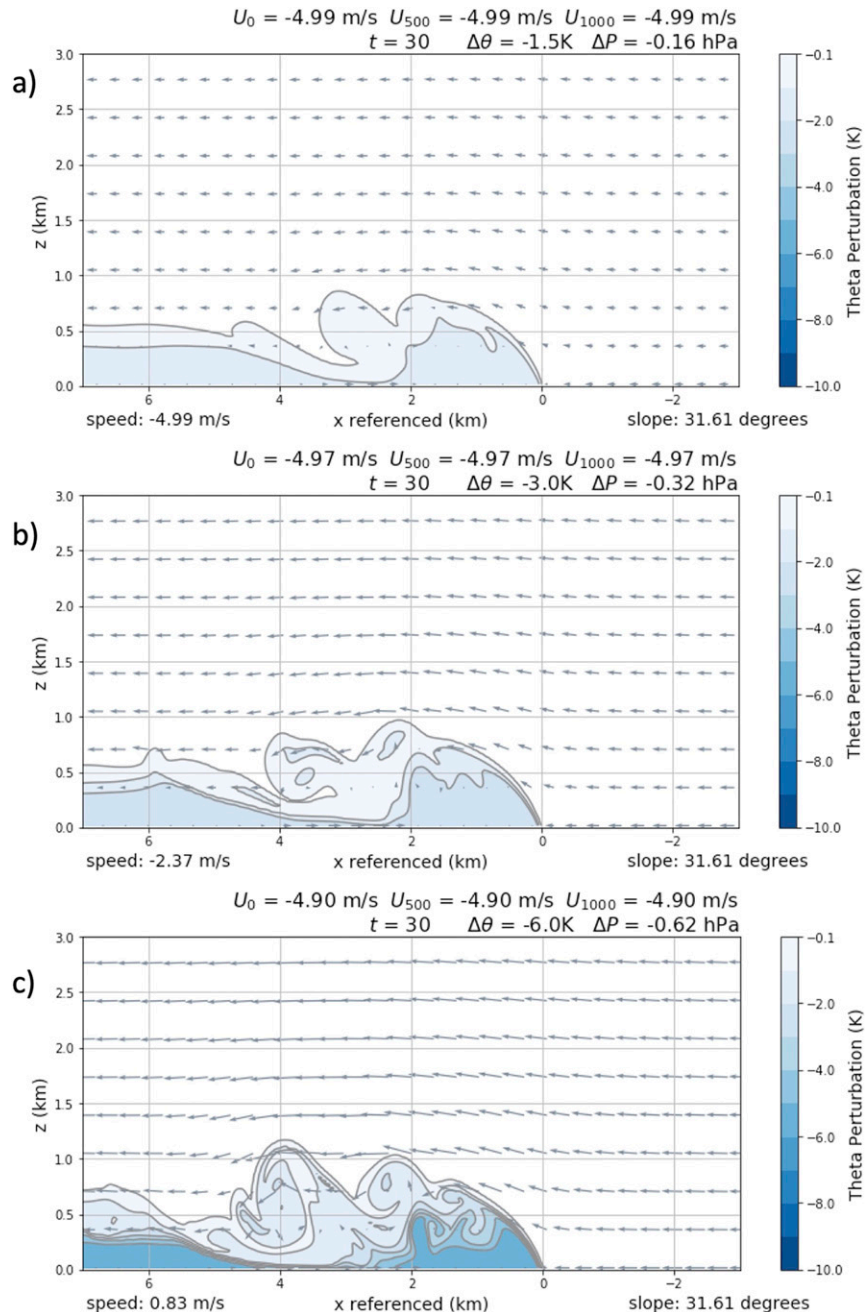 U₀ = -4.99 m/s U₅₀₀ = -4.99 m/s U₁₀₀₀ = -4.99 m/s
t = 30 Δθ = -1.5K ΔP = -0.16 hPa
a)
3.0
2.5
2.0
1.5
1.0
0.5
0.0
z (km)
6 4 2 0 −2
speed: -4.99 m/s x referenced (km) slope: 31.61 degrees
−0.1
−2.0
−4.0
−6.0
−8.0
−10.0
Theta Perturbation (K)
U₀ = -4.97 m/s U₅₀₀ = -4.97 m/s U₁₀₀₀ = -4.97 m/s
t = 30 Δθ = -3.0K ΔP = -0.32 hPa
b)
3.0
2.5
2.0
1.5
1.0
0.5
0.0
z (km)
6 4 2 0 −2
speed: -2.37 m/s x referenced (km) slope: 31.61 degrees
−0.1
−2.0
−4.0
−6.0
−8.0
−10.0
Theta Perturbation (K)
U₀ = -4.90 m/s U₅₀₀ = -4.90 m/s U₁₀₀₀ = -4.90 m/s
t = 30 Δθ = -6.0K ΔP = -0.62 hPa
c)
3.0
2.5
2.0
1.5
1.0
0.5
0.0
z (km)
6 4 2 0 −2
speed: 0.83 m/s x referenced (km) slope: 31.61 degrees
−0.1
−2.0
−4.0
−6.0
−8.0
−10.0
Theta Perturbation (K)